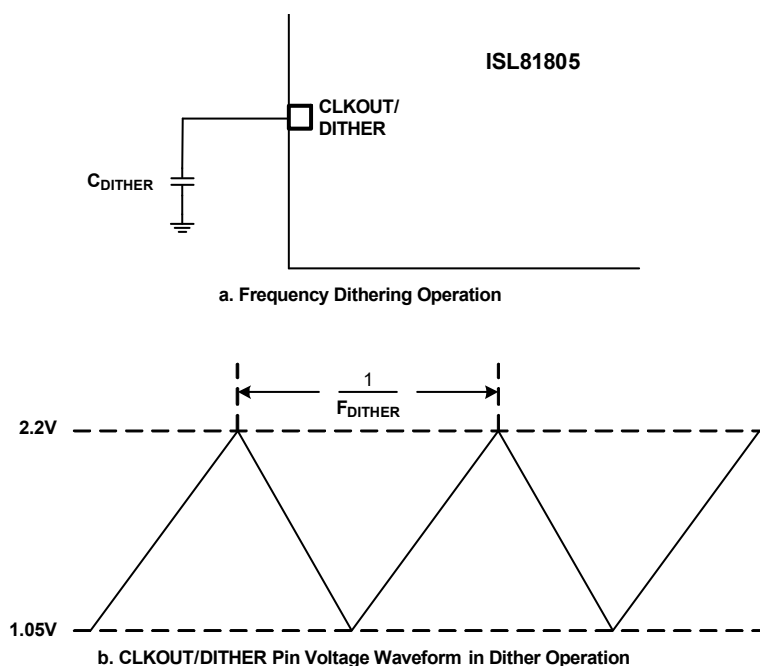 ISL81805
CLKOUT/
DITHER
CDITHER
a. Frequency Dithering Operation
1
FDITHER
2.2V
1.05V
b. CLKOUT/DITHER Pin Voltage Waveform in Dither Operation